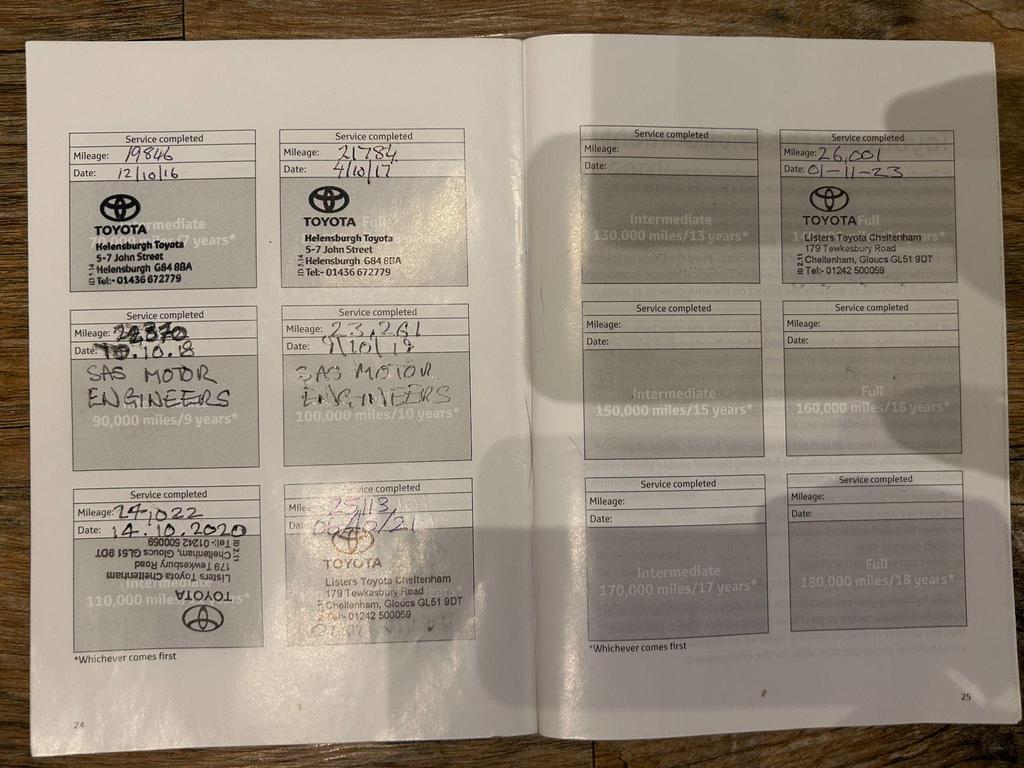 Service completed
Mileage: 19846
Date: 12/10/16
Intermediate
7 years*
TOYOTA
Helensburgh Toyota
5-7 John Street
Helensburgh G84 8BA
Tel:- 01436 672779
Service completed
Mileage: 21784
Date: 4/10/17
Full
TOYOTA
Helensburgh Toyota
5-7 John Street
Helensburgh G84 8BA
Tel:- 01436 672779
Service completed
Mileage:
Date: 10.18
SAS MOTOR
ENGINEERS
90,000 miles/9 years*
Service completed
Mileage: 23,261
Date: /10/19
SAS MOTOR
ENGINEERS
100,000 miles/10 years*
Service completed
Mileage: 24022
Date: 14.10.2020
TOYOTA
Listers Toyota Cheltenham
179 Tewkesbury Road
Cheltenham, Gloucs GL51 9DT
Tel:- 01242 500059
Intermediate
110,000 miles
Service completed
Mile
Dat
TOYOTA
Listers Toyota Cheltenham
179 Tewkesbury Road
Cheltenham, Gloucs GL51 9DT
Tel:- 01242 500059
*Whichever comes first
24
Service completed
Mileage:
Date:
Intermediate
130,000 miles/13 years*
Service completed
Mileage: 26,001
Date: 01-11-23
Full
TOYOTA
Listers Toyota Cheltenham
179 Tewkesbury Road
Cheltenham, Gloucs GL51 9DT
Tel:- 01242 500059
Service completed
Mileage:
Date:
Intermediate
150,000 miles/15 years*
Service completed
Mileage:
Date:
Full
160,000 miles/16 years*
Service completed
Mileage:
Date:
Intermediate
170,000 miles/17 years*
Service completed
Mileage:
Date:
Full
180,000 miles/18 years*
*Whichever comes first
25